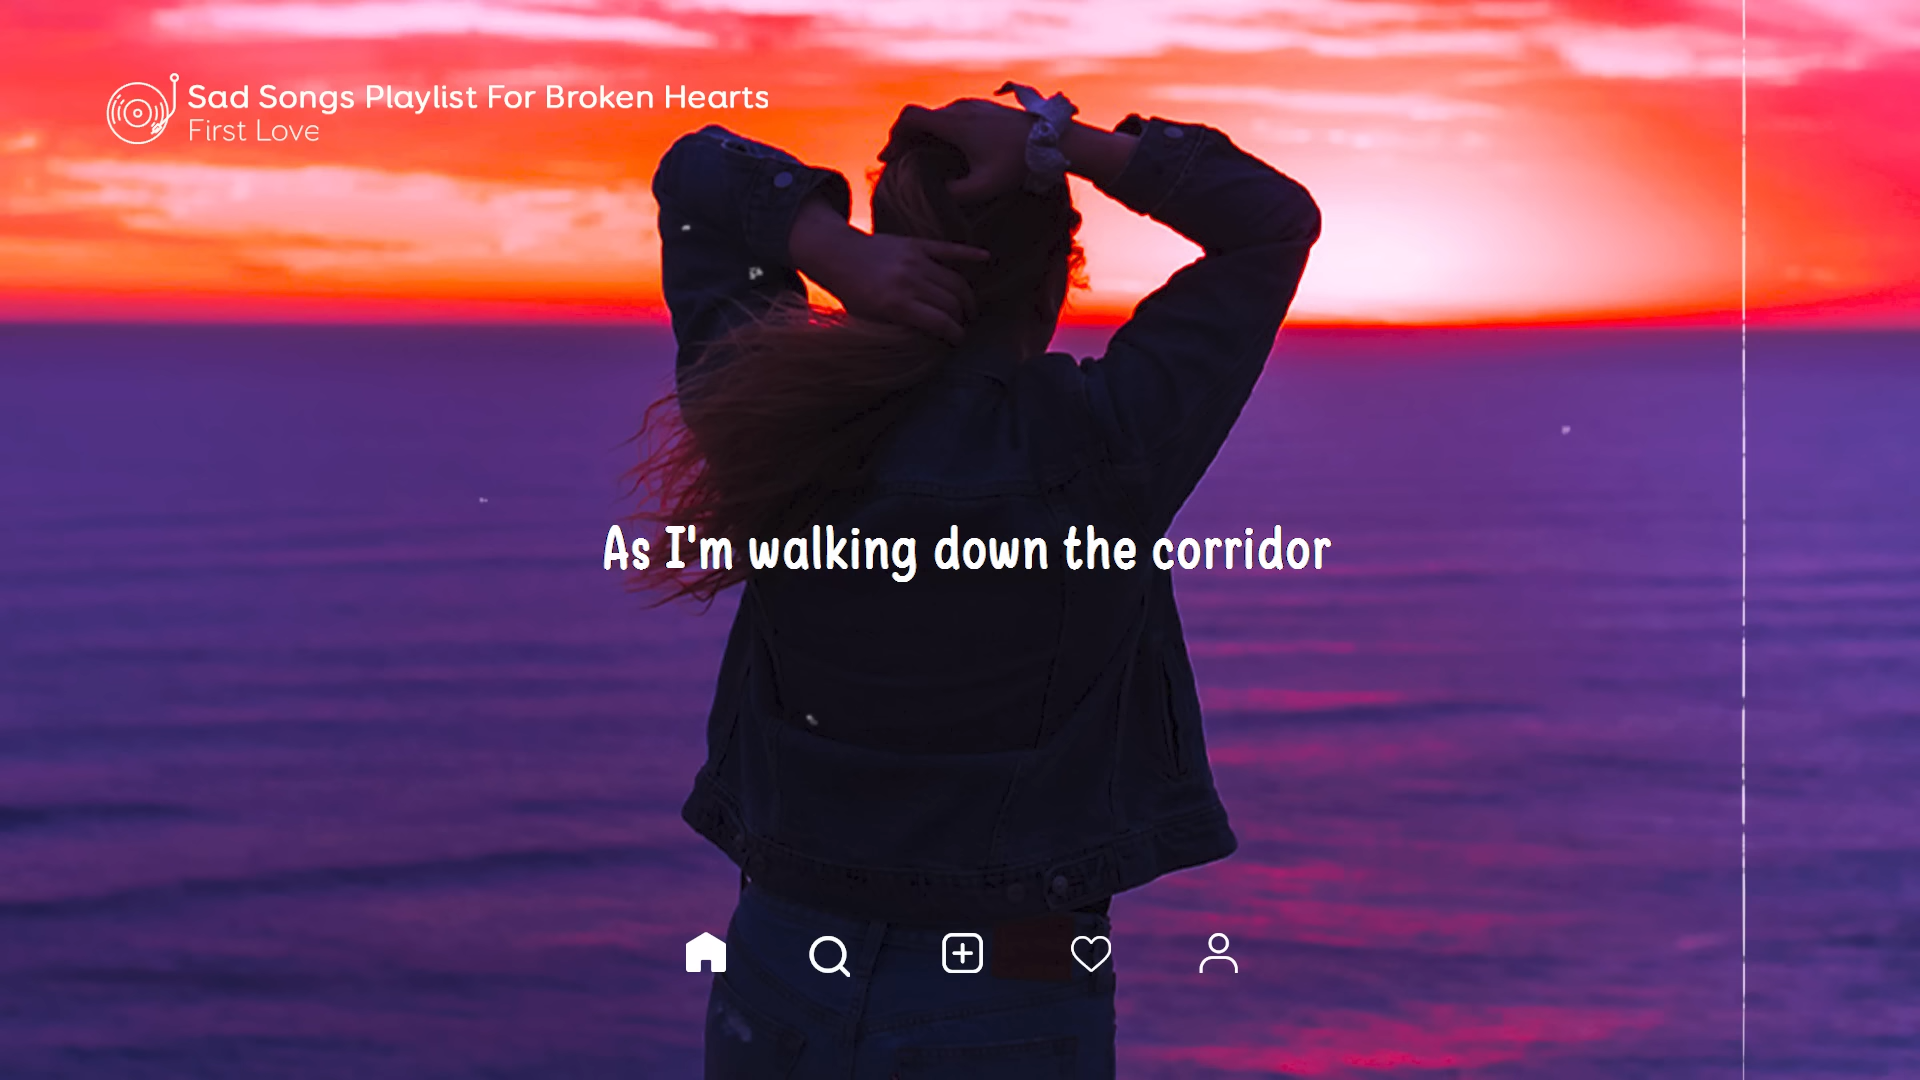 Sad Songs Playlist For Broken Hearts
First Love
As I'm walking down the corridor